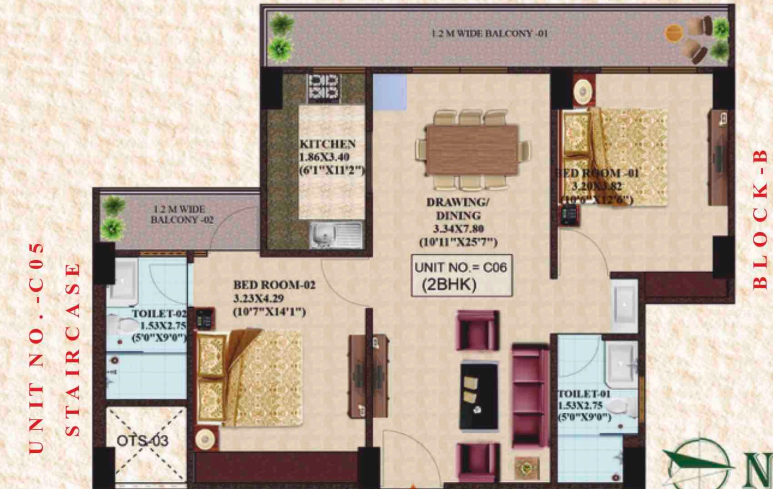 1.2 M WIDE BALCONY -01
KITCHEN
1.86X3.40
(6'1"X11'2")
BED ROOM -01
3.20X3.82
(10'6"X12'6")
DRAWING/
DINING
3.34X7.80
(10'11"X25'7")
UNIT NO.= C06
(2BHK)
1.2 M WIDE
BALCONY -02
BED ROOM-02
3.23X4.29
(10'7"X14'1")
TOILET-02
1.53X2.75
(5'0"X9'0")
TOILET-01
1.53X2.75
(5'0"X9'0")
OTS-03
UNIT NO.-C05
STAIRCASE
BLOCK-B
N